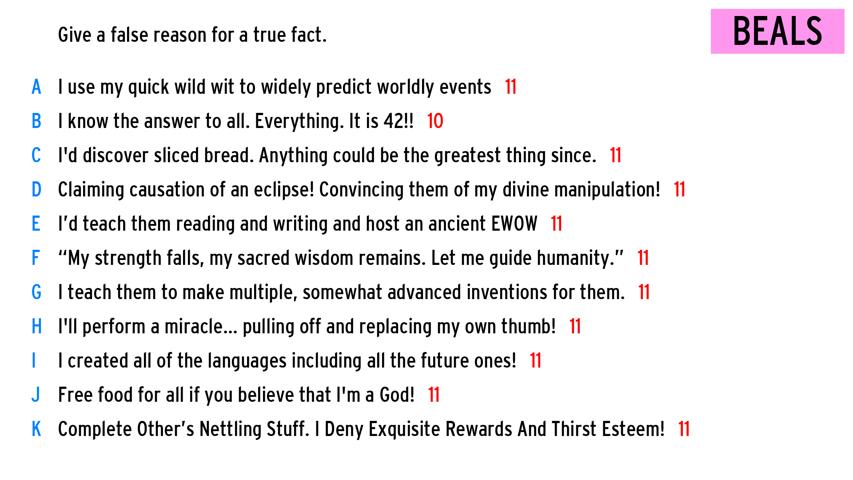 Give a false reason for a true fact.
BEALS
A I use my quick wild wit to widely predict worldly events 11
B I know the answer to all. Everything. It is 42!! 10
C I'd discover sliced bread. Anything could be the greatest thing since. 11
D Claiming causation of an eclipse! Convincing them of my divine manipulation! 11
E I’d teach them reading and writing and host an ancient EWOW 11
F “My strength falls, my sacred wisdom remains. Let me guide humanity.” 11
G I teach them to make multiple, somewhat advanced inventions for them. 11
H I'll perform a miracle... pulling off and replacing my own thumb! 11
I I created all of the languages including all the future ones! 11
J Free food for all if you believe that I'm a God! 11
K Complete Other’s Nettling Stuff. I Deny Exquisite Rewards And Thirst Esteem! 11